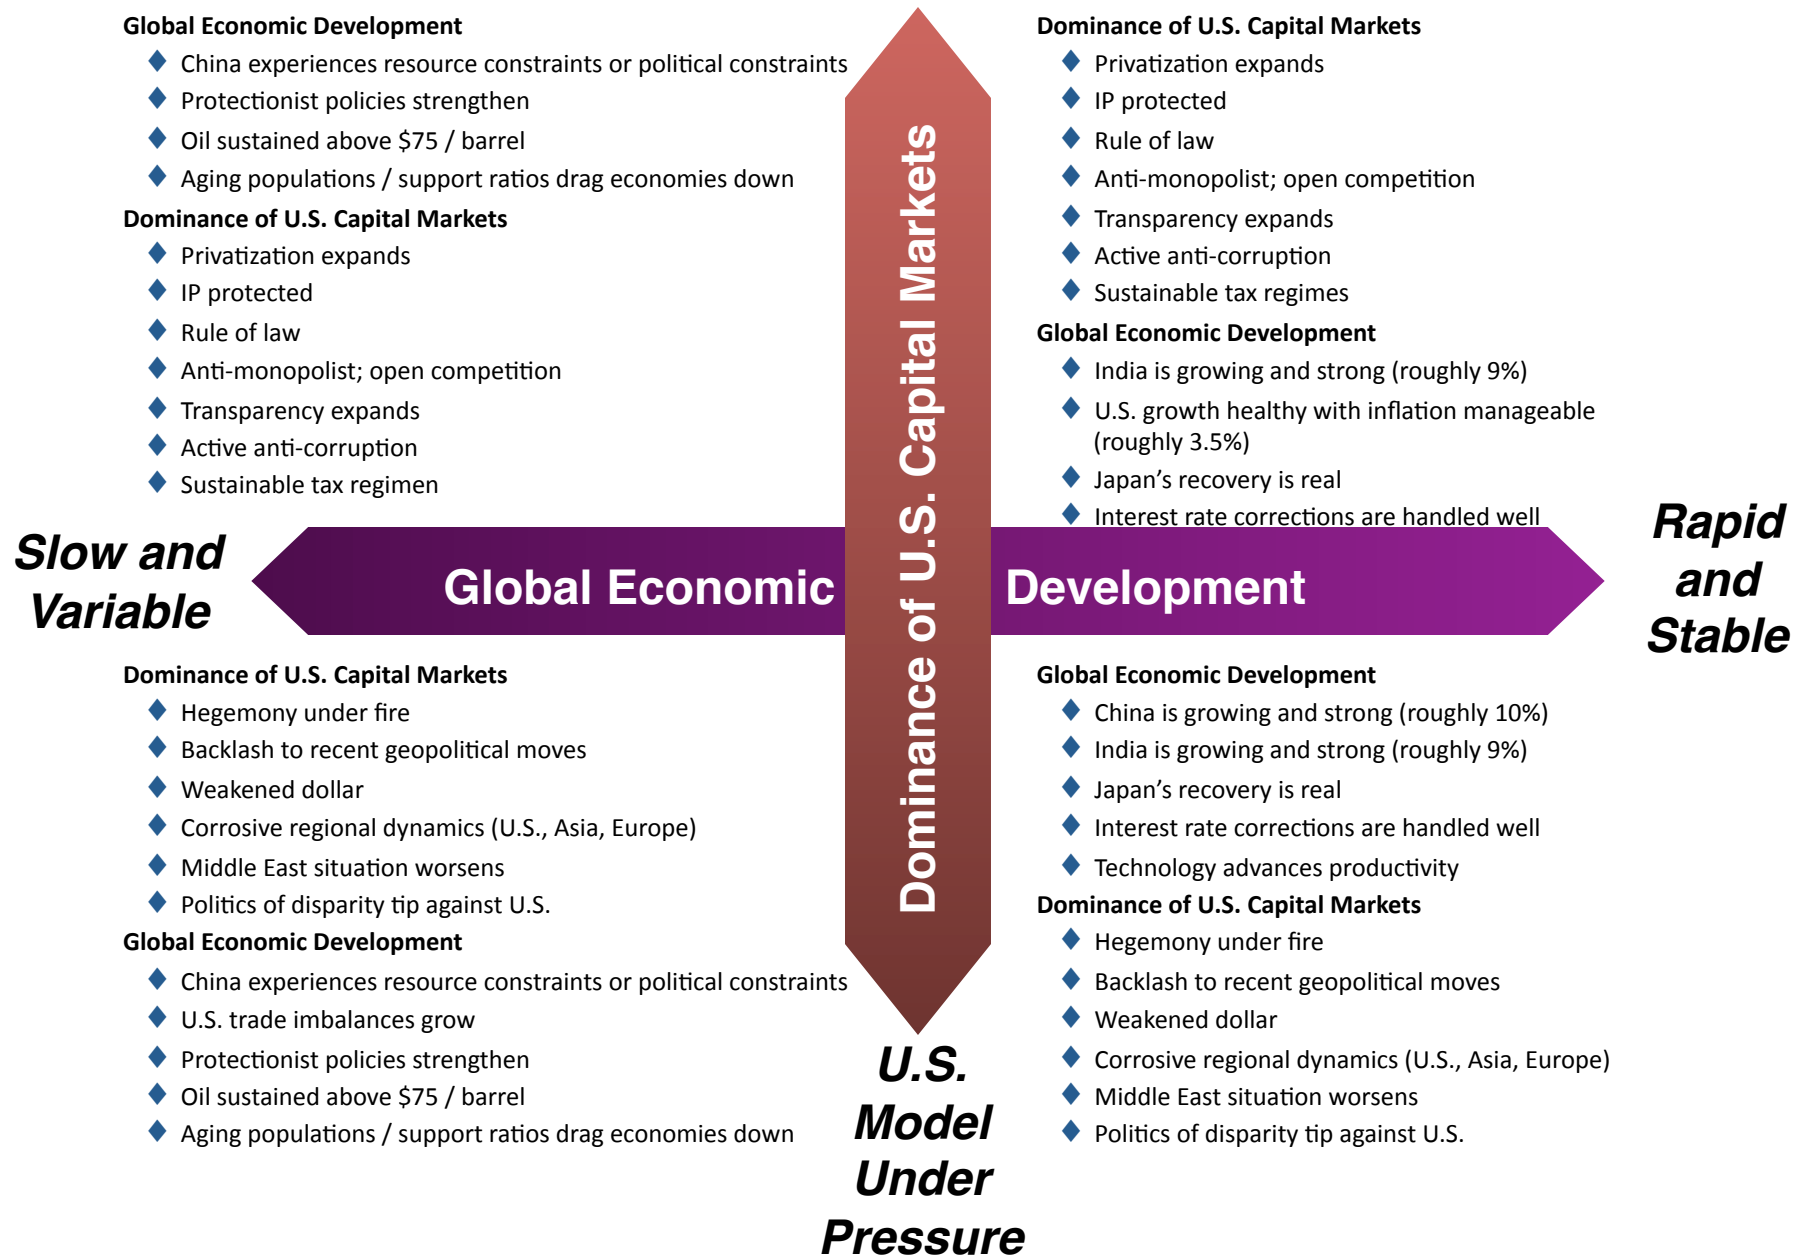 Global Economic Development
China experiences resource constraints or political constraints
Protectionist policies strengthen
Oil sustained above $75 / barrel
Aging populations / support ratios drag economies down
Dominance of U.S. Capital Markets
Privatization expands
IP protected
Rule of law
Anti-monopolist; open competition
Transparency expands
Active anti-corruption
Sustainable tax regimen
Dominance of U.S. Capital Markets
Privatization expands
IP protected
Rule of law
Anti-monopolist; open competition
Transparency expands
Active anti-corruption
Sustainable tax regimes
Global Economic Development
India is growing and strong (roughly 9%)
U.S. growth healthy with inflation manageable
(roughly 3.5%)
Japan’s recovery is real
Interest rate corrections are handled well
Slow and
Variable
Global Economic Development
Dominance of U.S. Capital Markets
Rapid
and
Stable
Dominance of U.S. Capital Markets
Hegemony under fire
Backlash to recent geopolitical moves
Weakened dollar
Corrosive regional dynamics (U.S., Asia, Europe)
Middle East situation worsens
Politics of disparity tip against U.S.
Global Economic Development
China experiences resource constraints or political constraints
U.S. trade imbalances grow
Protectionist policies strengthen
Oil sustained above $75 / barrel
Aging populations / support ratios drag economies down
Global Economic Development
China is growing and strong (roughly 10%)
India is growing and strong (roughly 9%)
Japan’s recovery is real
Interest rate corrections are handled well
Technology advances productivity
Dominance of U.S. Capital Markets
Hegemony under fire
Backlash to recent geopolitical moves
Weakened dollar
Corrosive regional dynamics (U.S., Asia, Europe)
Middle East situation worsens
Politics of disparity tip against U.S.
U.S.
Model
Under
Pressure